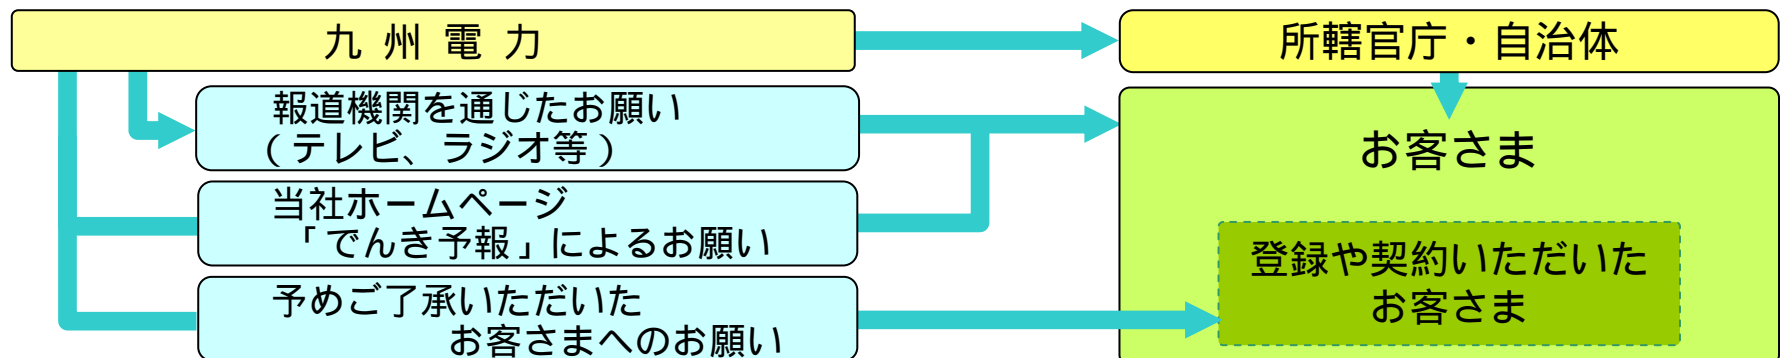 九 州 電 力
所轄官庁・自治体
報道機関を通じたお願い
(テレビ、ラジオ等)
当社ホームページ
「でんき予報」によるお願い
予めご了承いただいた
お客さまへのお願い
お客さま
登録や契約いただいた
お客さま